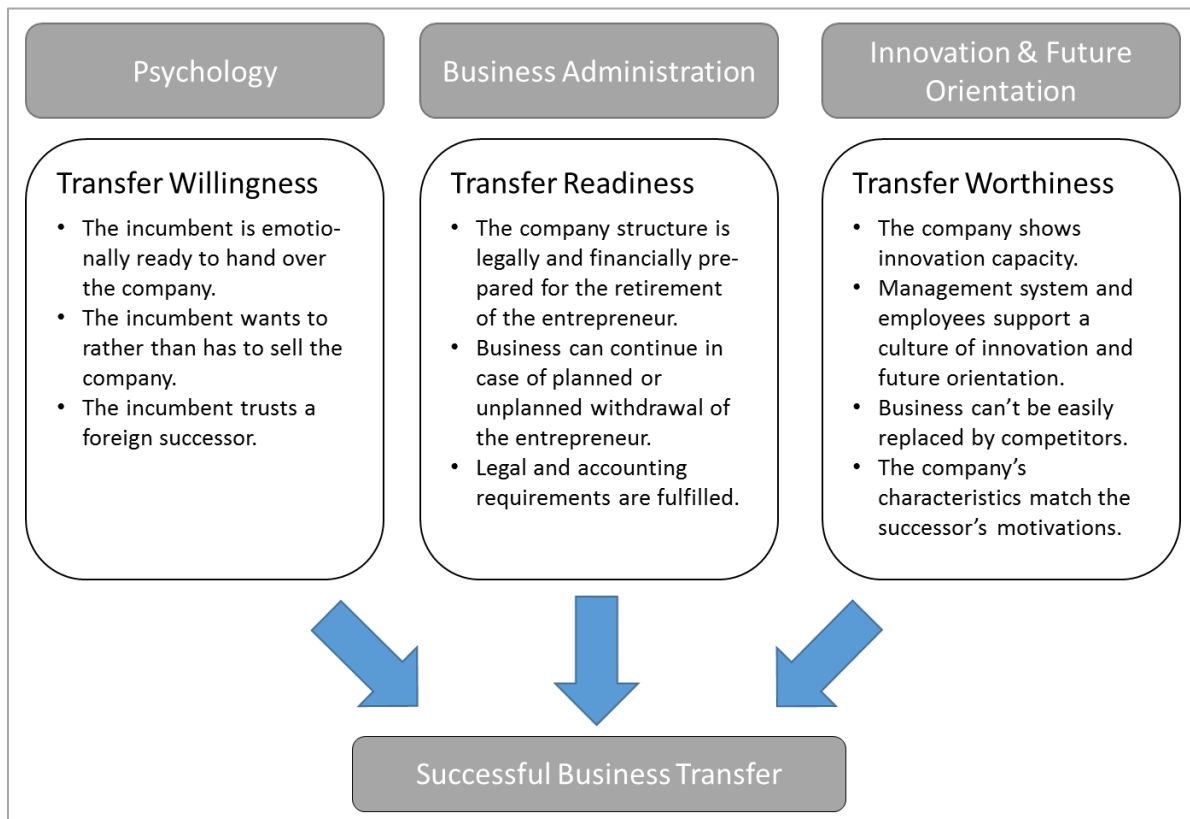 Psychology
Business Administration
Innovation & Future
Orientation
Transfer Willingness
• The incumbent is emotio-
nally ready to hand over
the company.
• The incumbent wants to
rather than has to sell the
company.
• The incumbent trusts a
foreign successor.
Transfer Readiness
• The company structure is
legally and financially pre-
pared for the retirement
of the entrepreneur.
• Business can continue in
case of planned or
unplanned withdrawal of
the entrepreneur.
• Legal and accounting
requirements are fulfilled.
Transfer Worthiness
• The company shows
innovation capacity.
• Management system and
employees support a
culture of innovation and
future orientation.
• Business can’t be easily
replaced by competitors.
• The company’s
characteristics match the
successor’s motivations.
Successful Business Transfer